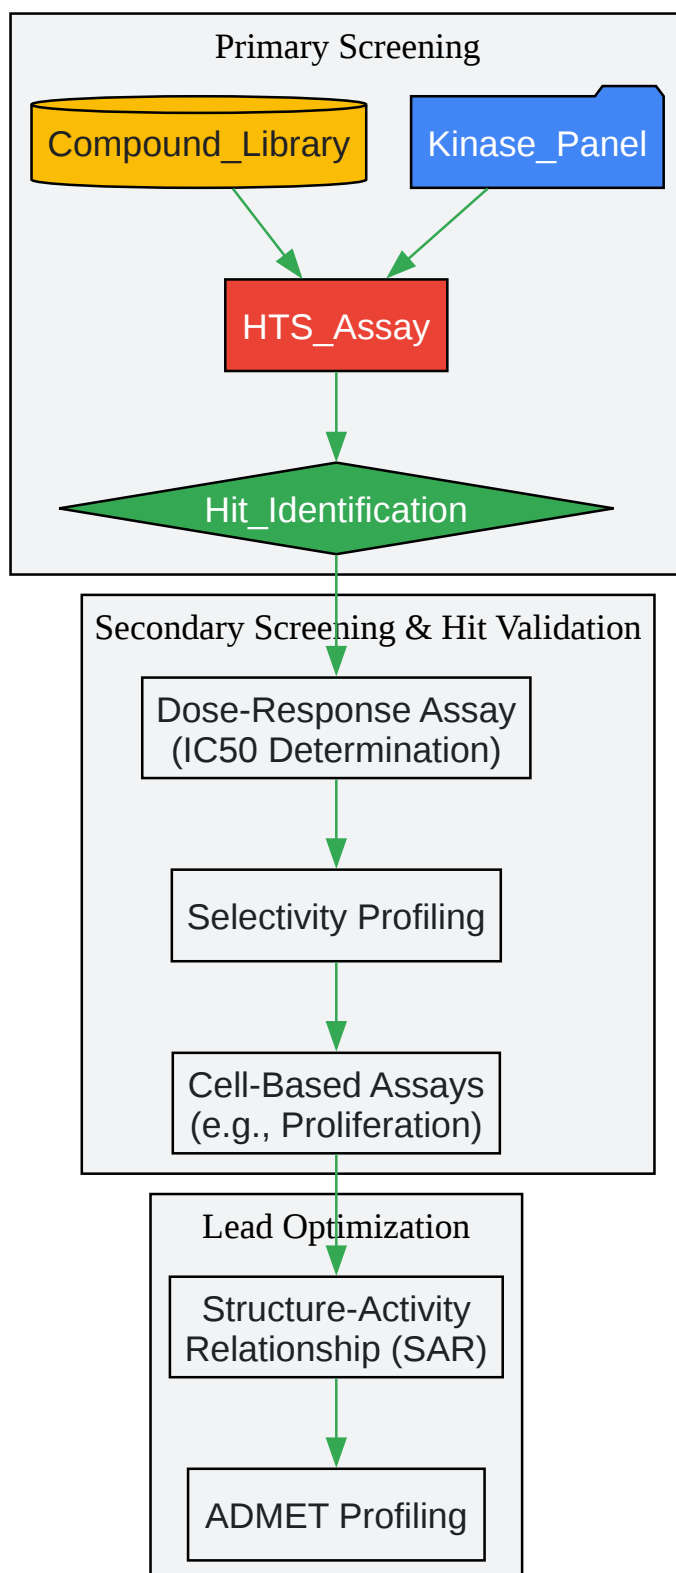 Primary Screening
Compound_Library
Kinase_Panel
HTS_Assay
Hit_Identification
Secondary Screening & Hit Validation
Dose-Response Assay
(IC50 Determination)
Selectivity Profiling
Cell-Based Assays
(e.g., Proliferation)
Lead Optimization
Structure-Activity
Relationship (SAR)
ADMET Profiling